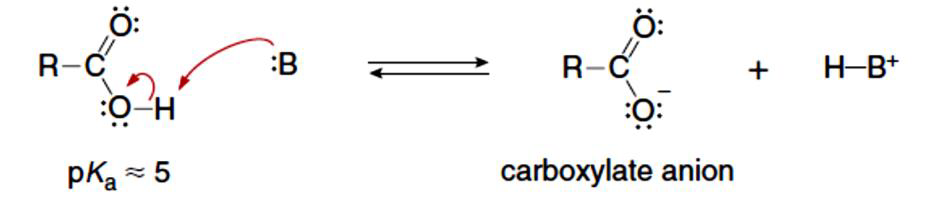 O:
R–C :B R–C + H–B⁺
:O–H :O:⁻
pKa ≈ 5 carboxylate anion